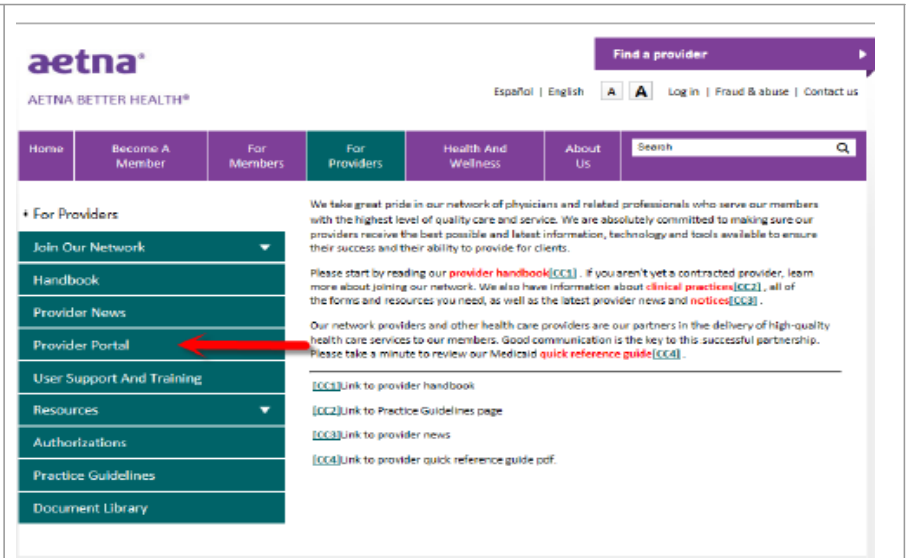 aetna®
AETNA BETTER HEALTH®
Find a provider
Español | English A A Log in | Fraud & abuse | Contact us
Home
Become A
Member
For
Members
For
Providers
Health And
Wellness
About
Us
Search
For Providers
Join Our Network
Handbook
Provider News
Provider Portal
User Support And Training
Resources
Authorizations
Practice Guidelines
Document Library
We take great pride in our network of physicians and related professionals who serve our members
with the highest level of quality care and service. We are absolutely committed to making sure our
providers receive the best possible and latest information, technology and tools available to ensure
their success and their ability to provide for clients.
Please start by reading our provider handbook[CC1] . If you aren't yet a contracted provider, learn
more about joining our network. We also have information about clinical practices[CC2] , all of
the forms and resources you need, as well as the latest provider news and notices[CC3] .
Our network providers and other health care providers are our partners in the delivery of high-quality
health care services to our members. Good communication is the key to this successful partnership.
Please take a minute to review our Medicaid quick reference guide[CC4] .
[CC1]Link to provider handbook
[CC2]Link to Practice Guidelines page
[CC3]Link to provider news
[CC4]Link to provider quick reference guide pdf.